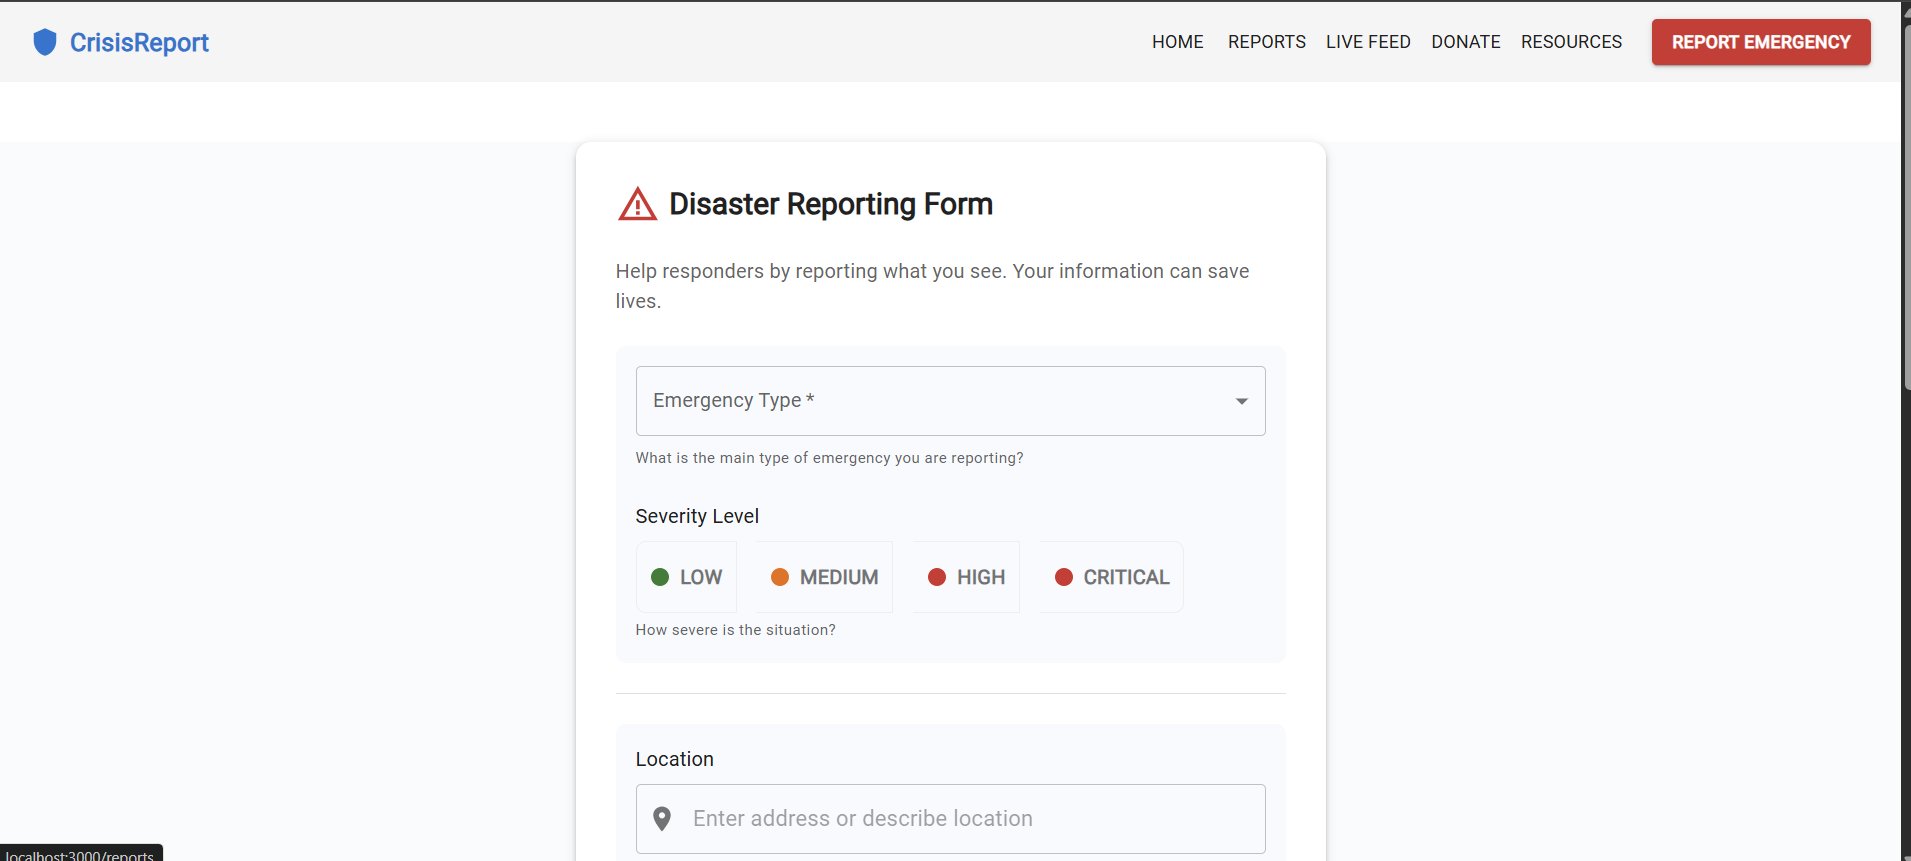 CrisisReport
HOME REPORTS LIVE FEED DONATE RESOURCES REPORT EMERGENCY
Disaster Reporting Form
Help responders by reporting what you see. Your information can save
lives.
Emergency Type *
What is the main type of emergency you are reporting?
Severity Level
LOW MEDIUM HIGH CRITICAL
How severe is the situation?
Location
Enter address or describe location
localhost:3000/reports